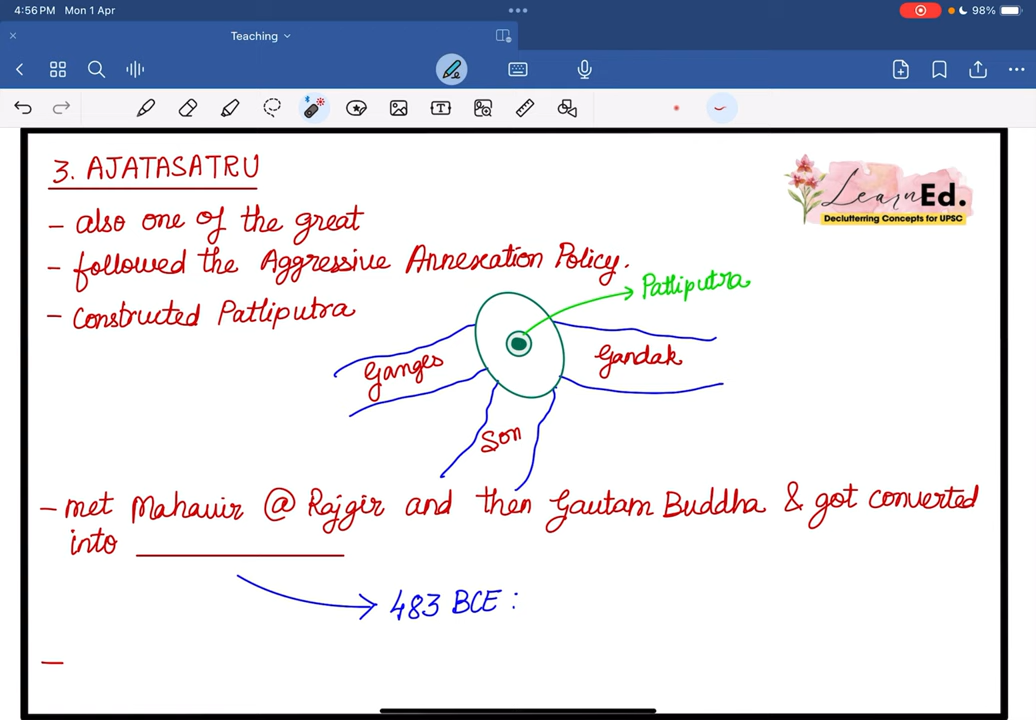 4:56 PM Mon 1 Apr
98%
Teaching
3. AJATASATRU
LearnEd.
Decluttering Concepts for UPSC
- also one of the great
- followed the Aggressive Annexation Policy.
- constructed Patliputra
Patliputra
Ganges
Gandak
Son
- met Mahavir @ Rajgir and then Gautam Buddha & got converted
into ____________
483 BCE :
-